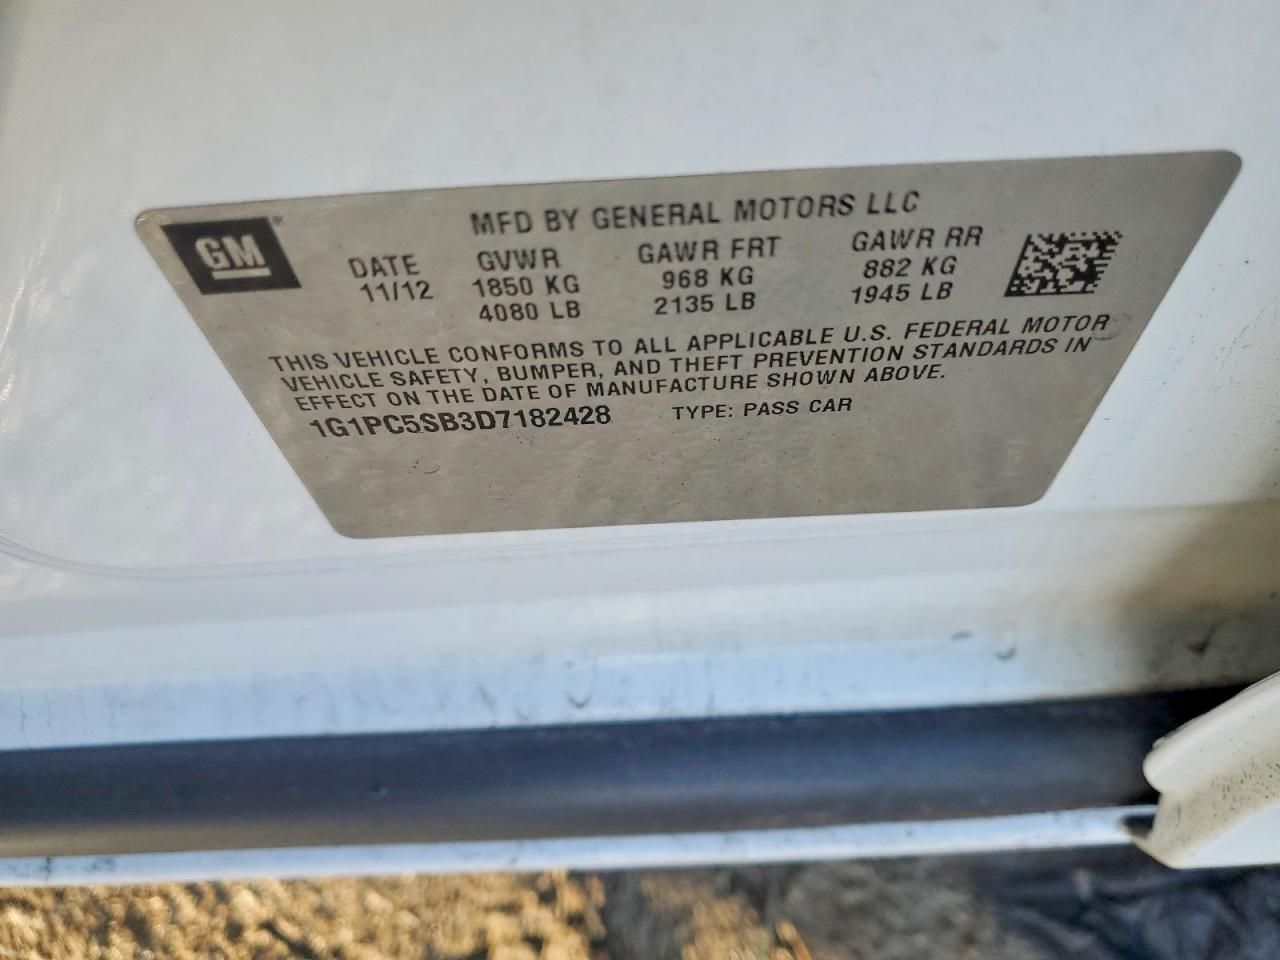 GM
MFD BY GENERAL MOTORS LLC
DATE GVWR GAWR FRT GAWR RR
11/12 1850 KG 968 KG 882 KG
4080 LB 2135 LB 1945 LB
THIS VEHICLE CONFORMS TO ALL APPLICABLE U.S. FEDERAL MOTOR
VEHICLE SAFETY, BUMPER, AND THEFT PREVENTION STANDARDS IN
EFFECT ON THE DATE OF MANUFACTURE SHOWN ABOVE.
1G1PC5SB3D7182428 TYPE: PASS CAR